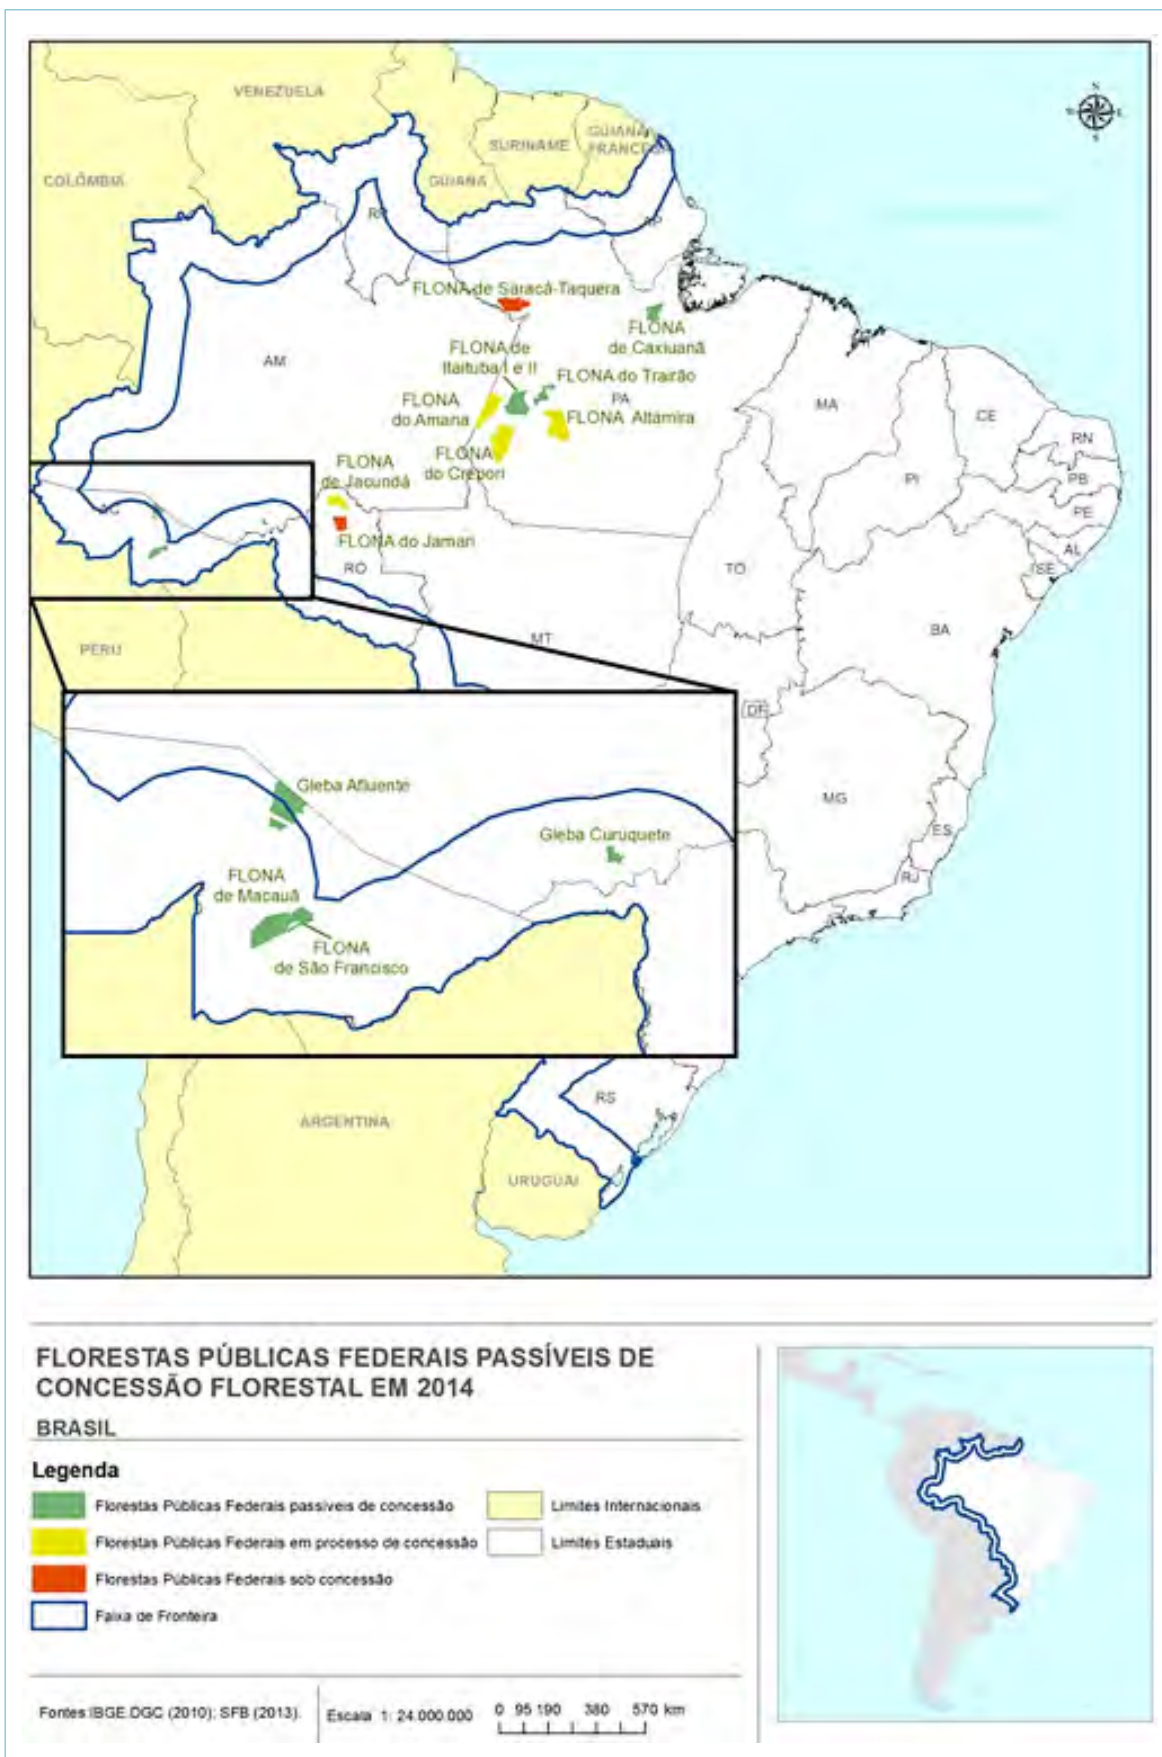 VENEZUELA
N
O L
S
GUIANA
FRANCESA
SURINAME
COLÔMBIA
GUIANA
RR
AP
FLONA de Saracá-Taquera
FLONA
de Caxiuanã
FLONA de
Itaituba I e II
AM
FLONA do Trairão
PA
FLONA
do Amana
FLONA Altamira
MA
CE
RN
FLONA
do Crepori
FLONA
de Jacundá
PI
PB
PE
FLONA do Jamari
RO
AL
SE
TO
BA
MT
PERU
DF
Gleba Afluente
MG
Gleba Curuquete
ES
FLONA
de Macauã
RJ
FLONA
de São Francisco
RS
ARGENTINA
URUGUAI
FLORESTAS PÚBLICAS FEDERAIS PASSÍVEIS DE
CONCESSÃO FLORESTAL EM 2014
BRASIL
Legenda
Florestas Públicas Federais passíveis de concessão
Limites Internacionais
Florestas Públicas Federais em processo de concessão
Limites Estaduais
Florestas Públicas Federais sob concessão
Faixa de Fronteira
Fontes:IBGE.DGC (2010); SFB (2013).
Escala 1: 24.000.000
0 95 190 380 570 km